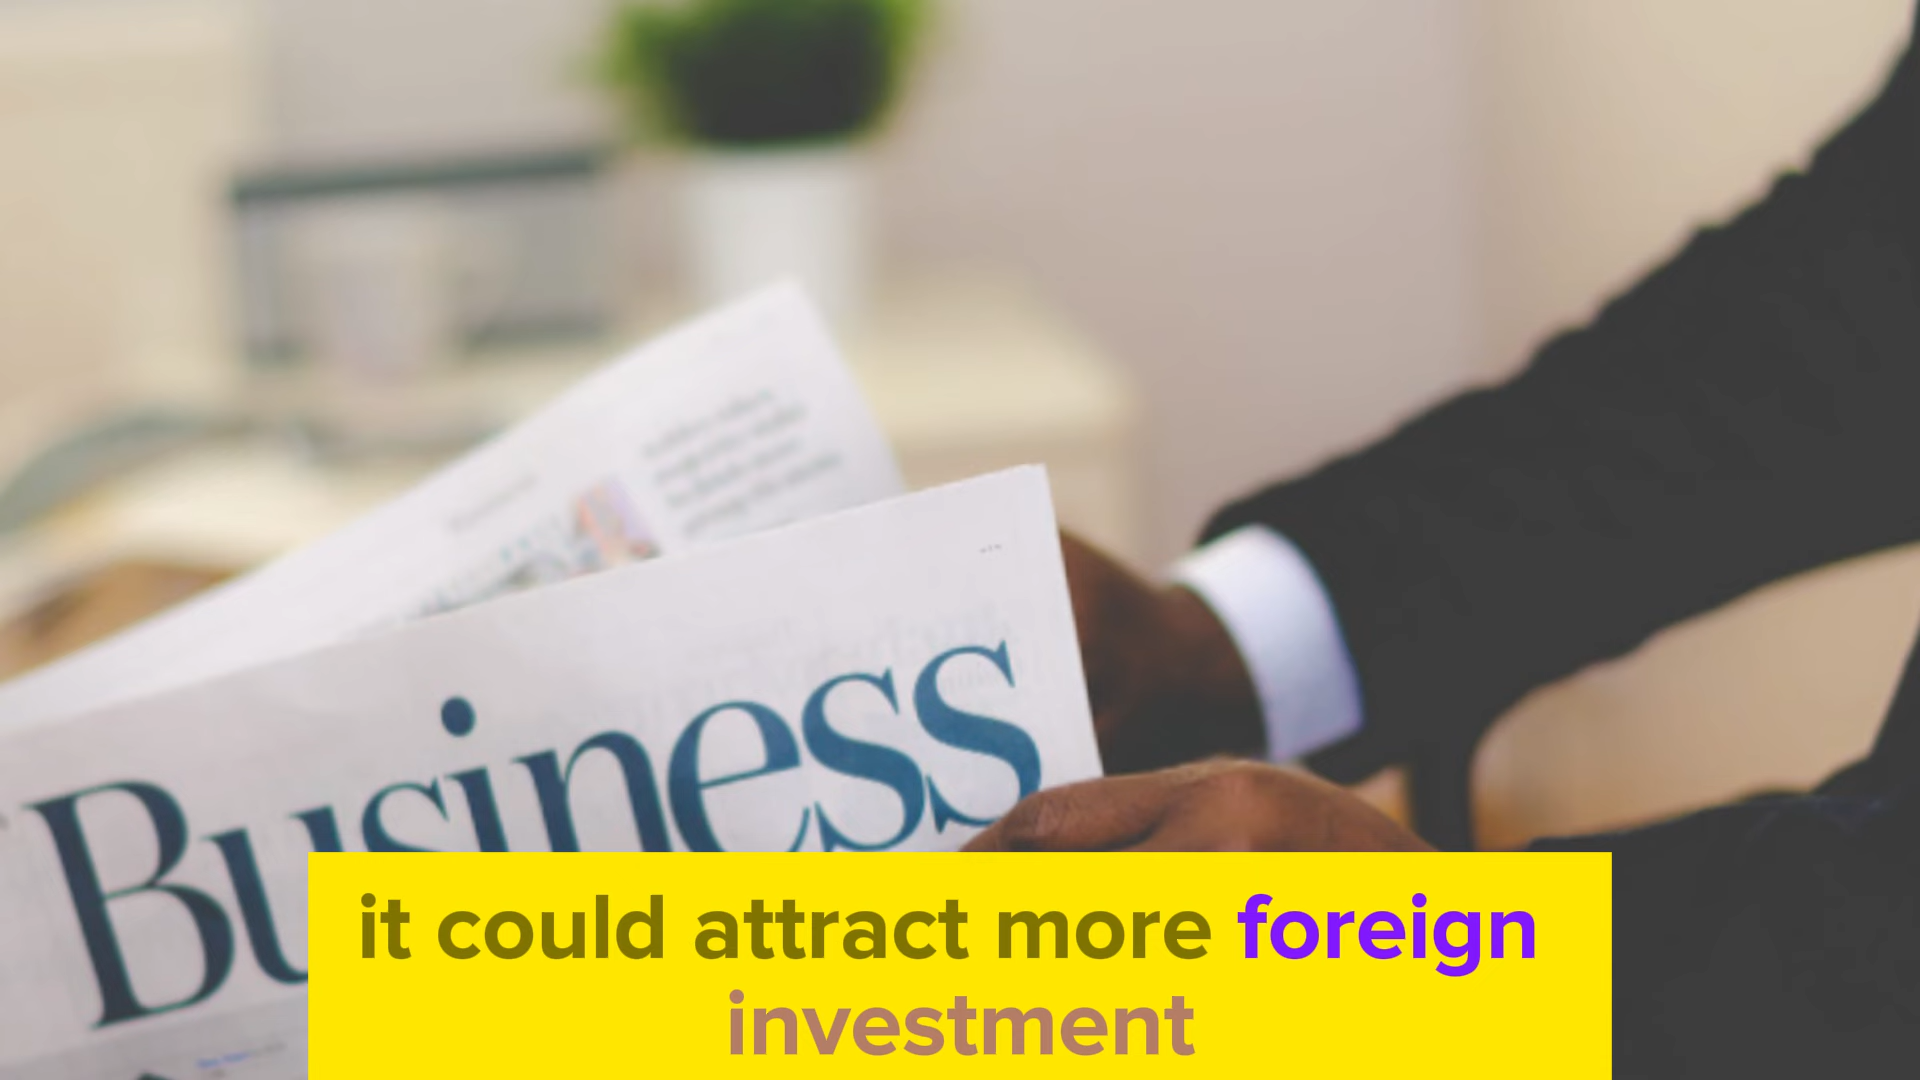 Business
it could attract more foreign
investment